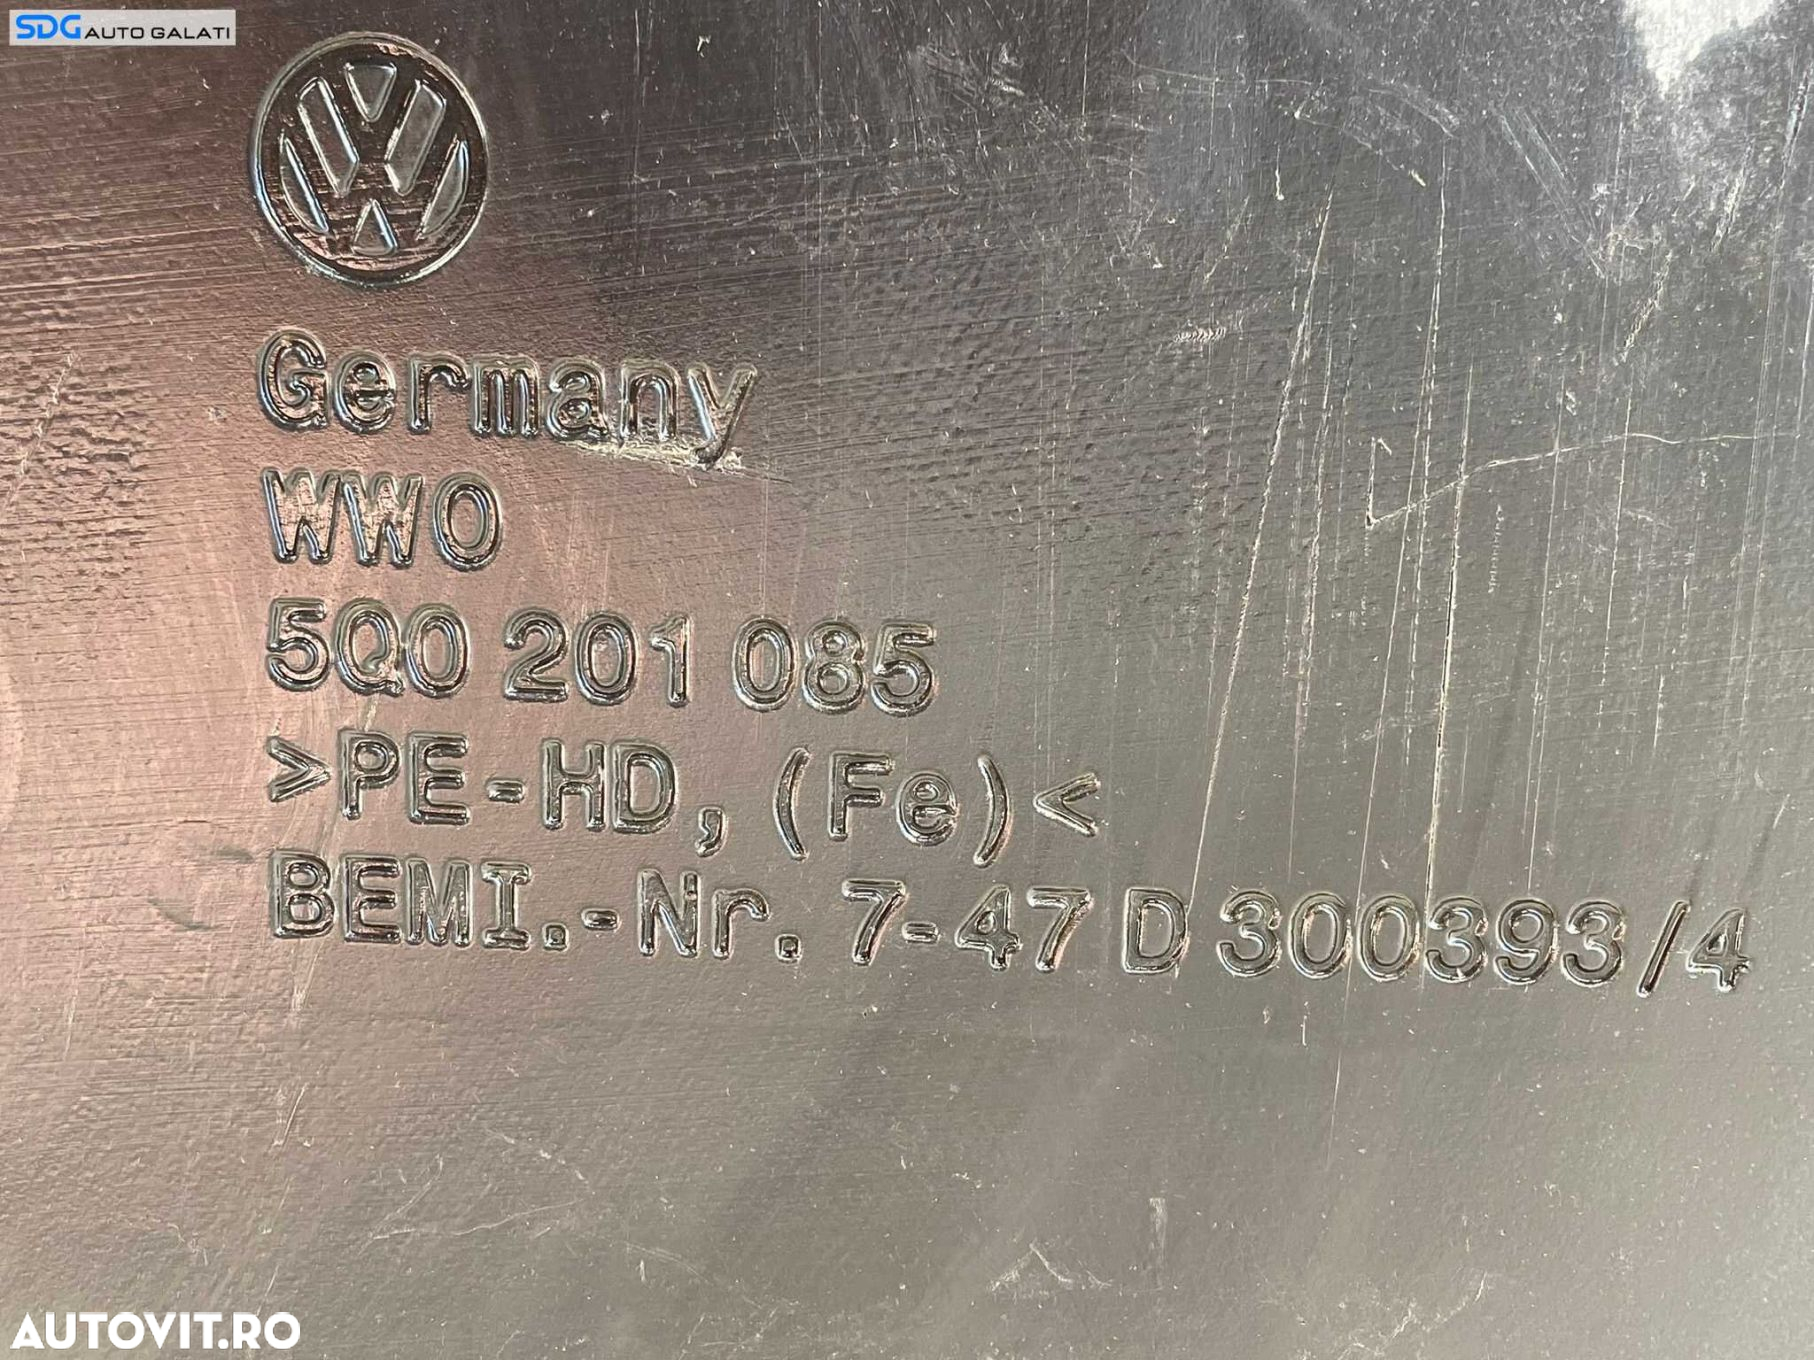 SDG AUTO GALATI
Germany
WWO
5Q0 201 085
>PE-HD,(Fe)<
BEMI.-Nr. 7-47 D 300393/4
AUTOVIT.RO